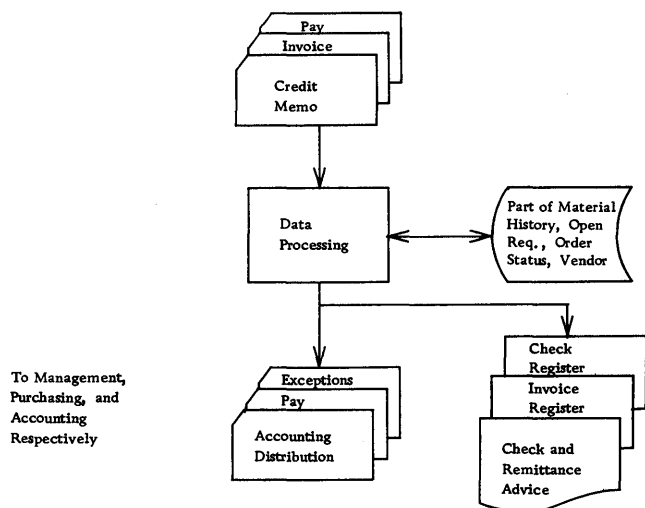 Pay
Invoice
Credit
Memo
Data
Processing
Part of Material
History, Open
Req., Order
Status, Vendor
To Management,
Purchasing, and
Accounting
Respectively
Exceptions
Pay
Accounting
Distribution
Check
Register
Invoice
Register
Check and
Remittance
Advice